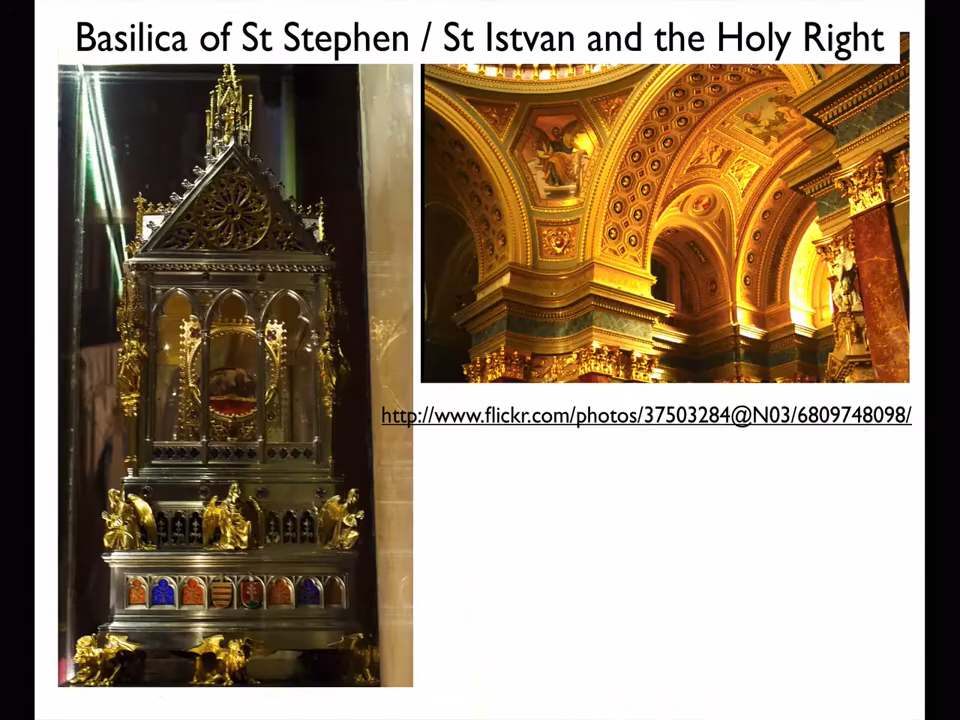 Basilica of St Stephen / St Istvan and the Holy Right
http://www.flickr.com/photos/37503284@N03/6809748098/